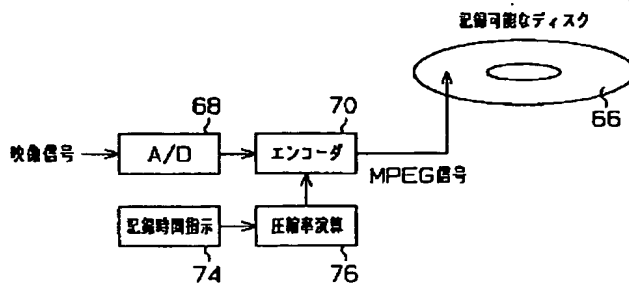 記録可能なディスク
66
68
70
映像信号
A/D
エンコーダ
MPEG信号
記録時間指示
圧縮率演算
74
76